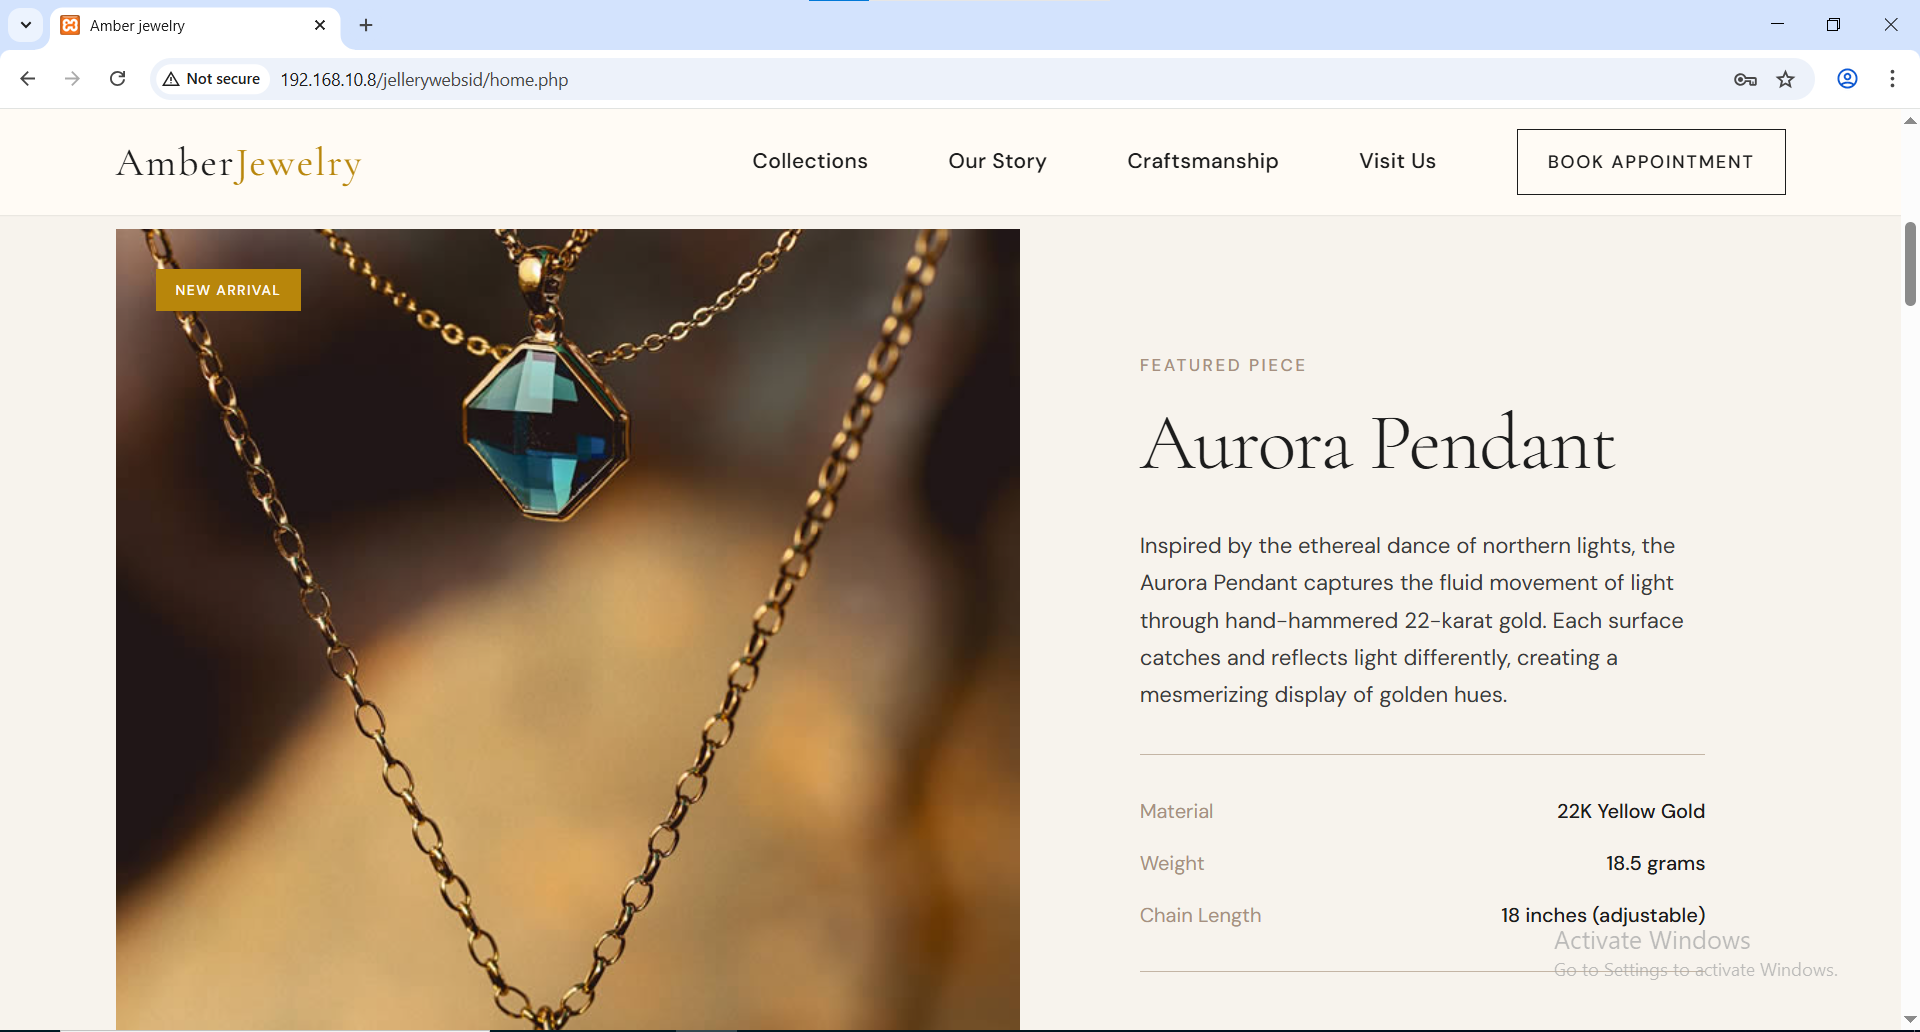 Amber jewelry
Not secure
192.168.10.8/jellerywebsid/home.php
AmberJewelry
Collections
Our Story
Craftsmanship
Visit Us
BOOK APPOINTMENT
NEW ARRIVAL
FEATURED PIECE
Aurora Pendant
Inspired by the ethereal dance of northern lights, the
Aurora Pendant captures the fluid movement of light
through hand-hammered 22-karat gold. Each surface
catches and reflects light differently, creating a
mesmerizing display of golden hues.
Material 22K Yellow Gold
Weight 18.5 grams
Chain Length 18 inches (adjustable)
Activate Windows
Go to Settings to activate Windows.